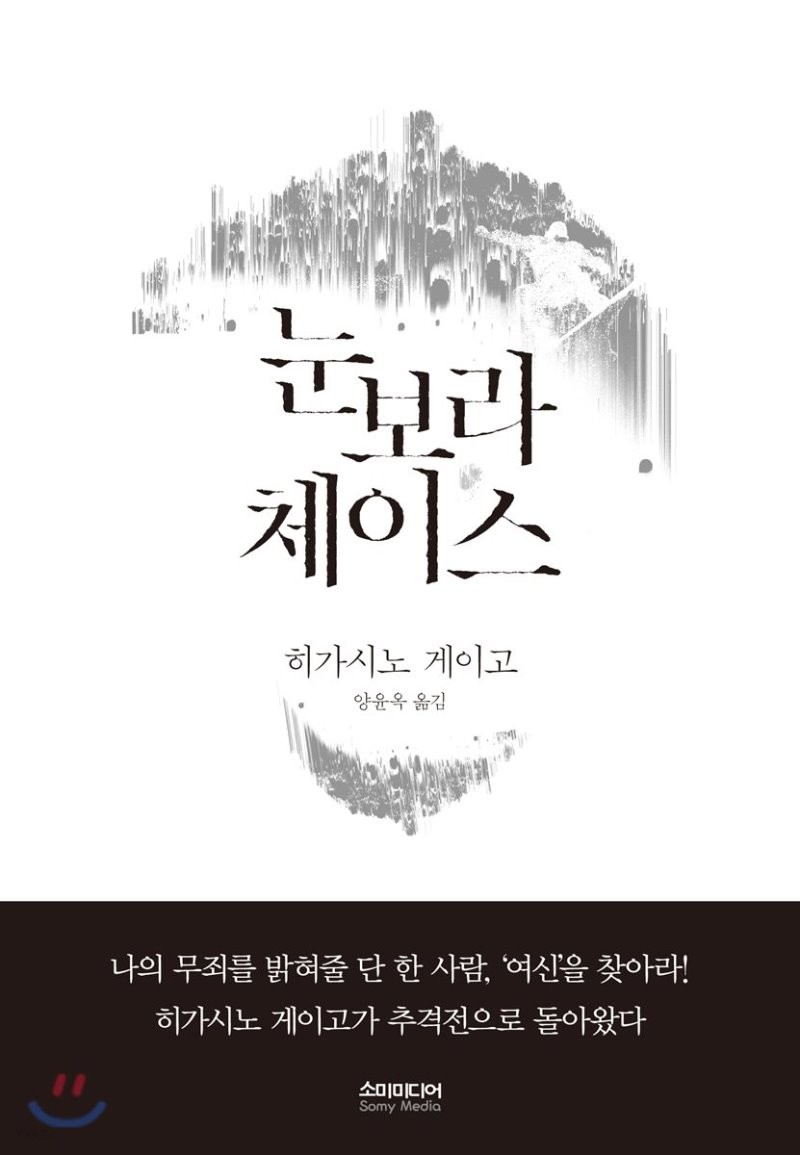 눈보라
체이스
히가시노 게이고
양윤옥 옮김
나의 무죄를 밝혀줄 단 한 사람, ‘여신’을 찾아라!
히가시노 게이고가 추격전으로 돌아왔다
소미미디어
Somy Media